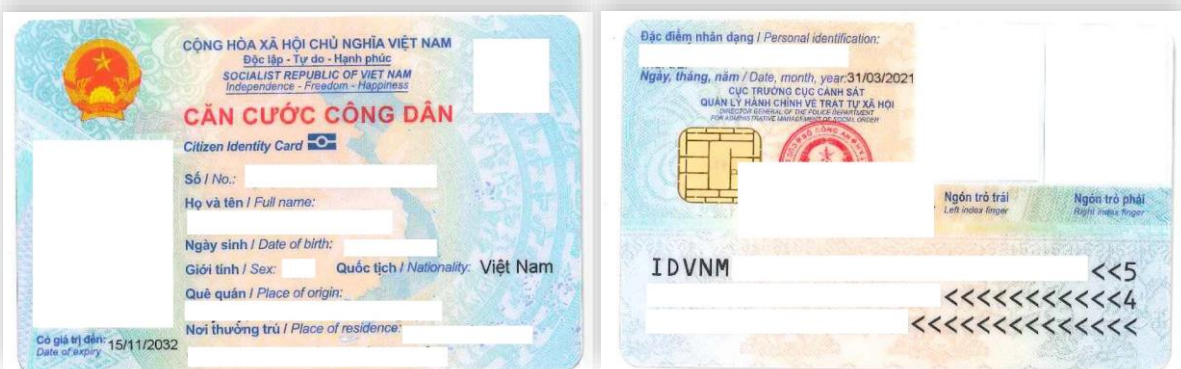 CỘNG HÒA XÃ HỘI CHỦ NGHĨA VIỆT NAM
Độc lập - Tự do - Hạnh phúc
SOCIALIST REPUBLIC OF VIET NAM
Independence - Freedom - Happiness
CĂN CƯỚC CÔNG DÂN
Citizen Identity Card
Số / No.:
Họ và tên / Full name:
Ngày sinh / Date of birth:
Giới tính / Sex: Quốc tịch / Nationality: Việt Nam
Quê quán / Place of origin:
Nơi thường trú / Place of residence:
Có giá trị đến: 15/11/2032
Date of expiry
Đặc điểm nhân dạng / Personal identification:
Ngày, tháng, năm / Date, month, year: 31/03/2021
CỤC TRƯỞNG CỤC CẢNH SÁT
QUẢN LÝ HÀNH CHÍNH VỀ TRẬT TỰ XÃ HỘI
DIRECTOR GENERAL OF THE POLICE DEPARTMENT
FOR ADMINISTRATIVE MANAGEMENT OF SOCIAL ORDER
Ngón trỏ trái
Left index finger
Ngón trỏ phải
Right index finger
IDVNM <<5
<<<<<<<<<<<4
<<<<<<<<<<<<<<